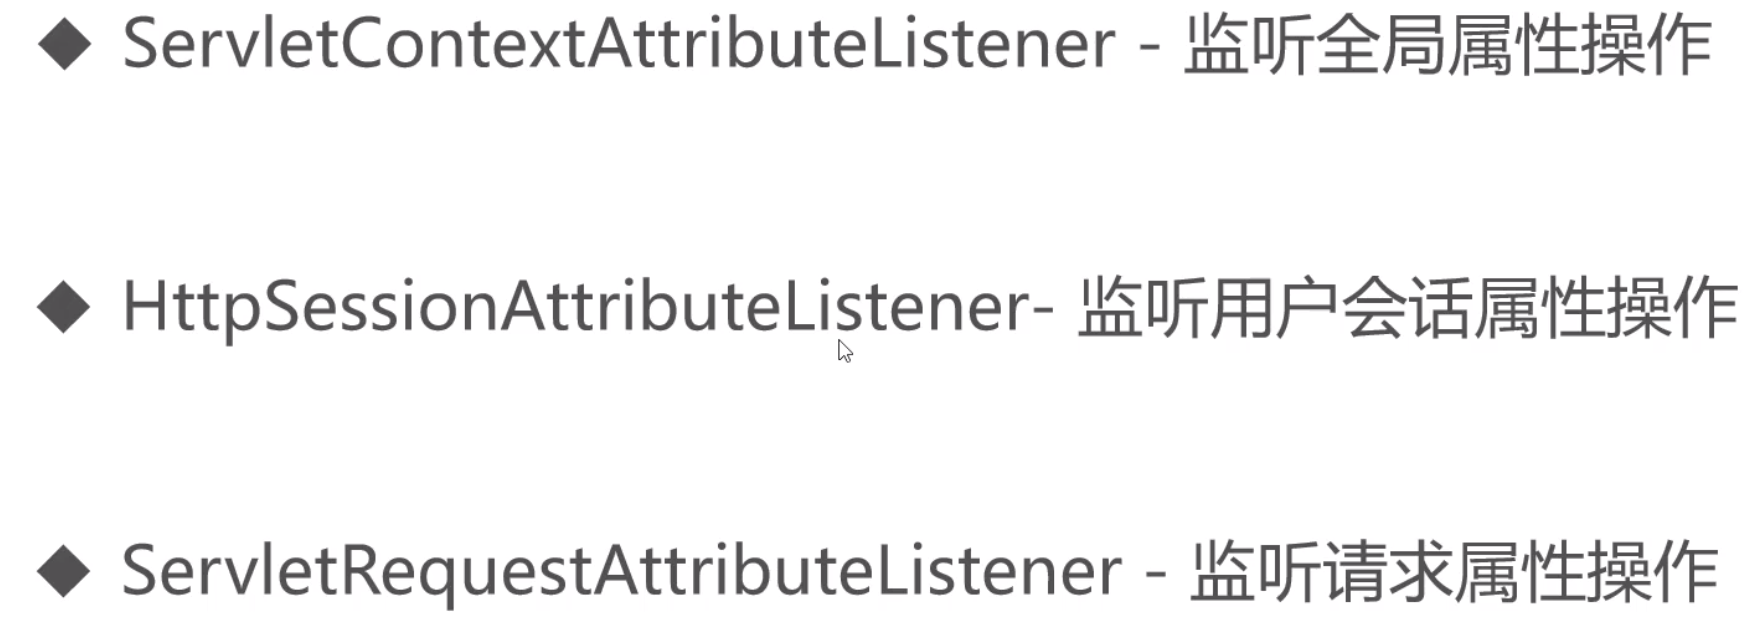 ◆ ServletContextAttributeListener - 监听全局属性操作
◆ HttpSessionAttributeListener- 监听用户会话属性操作
◆ ServletRequestAttributeListener - 监听请求属性操作